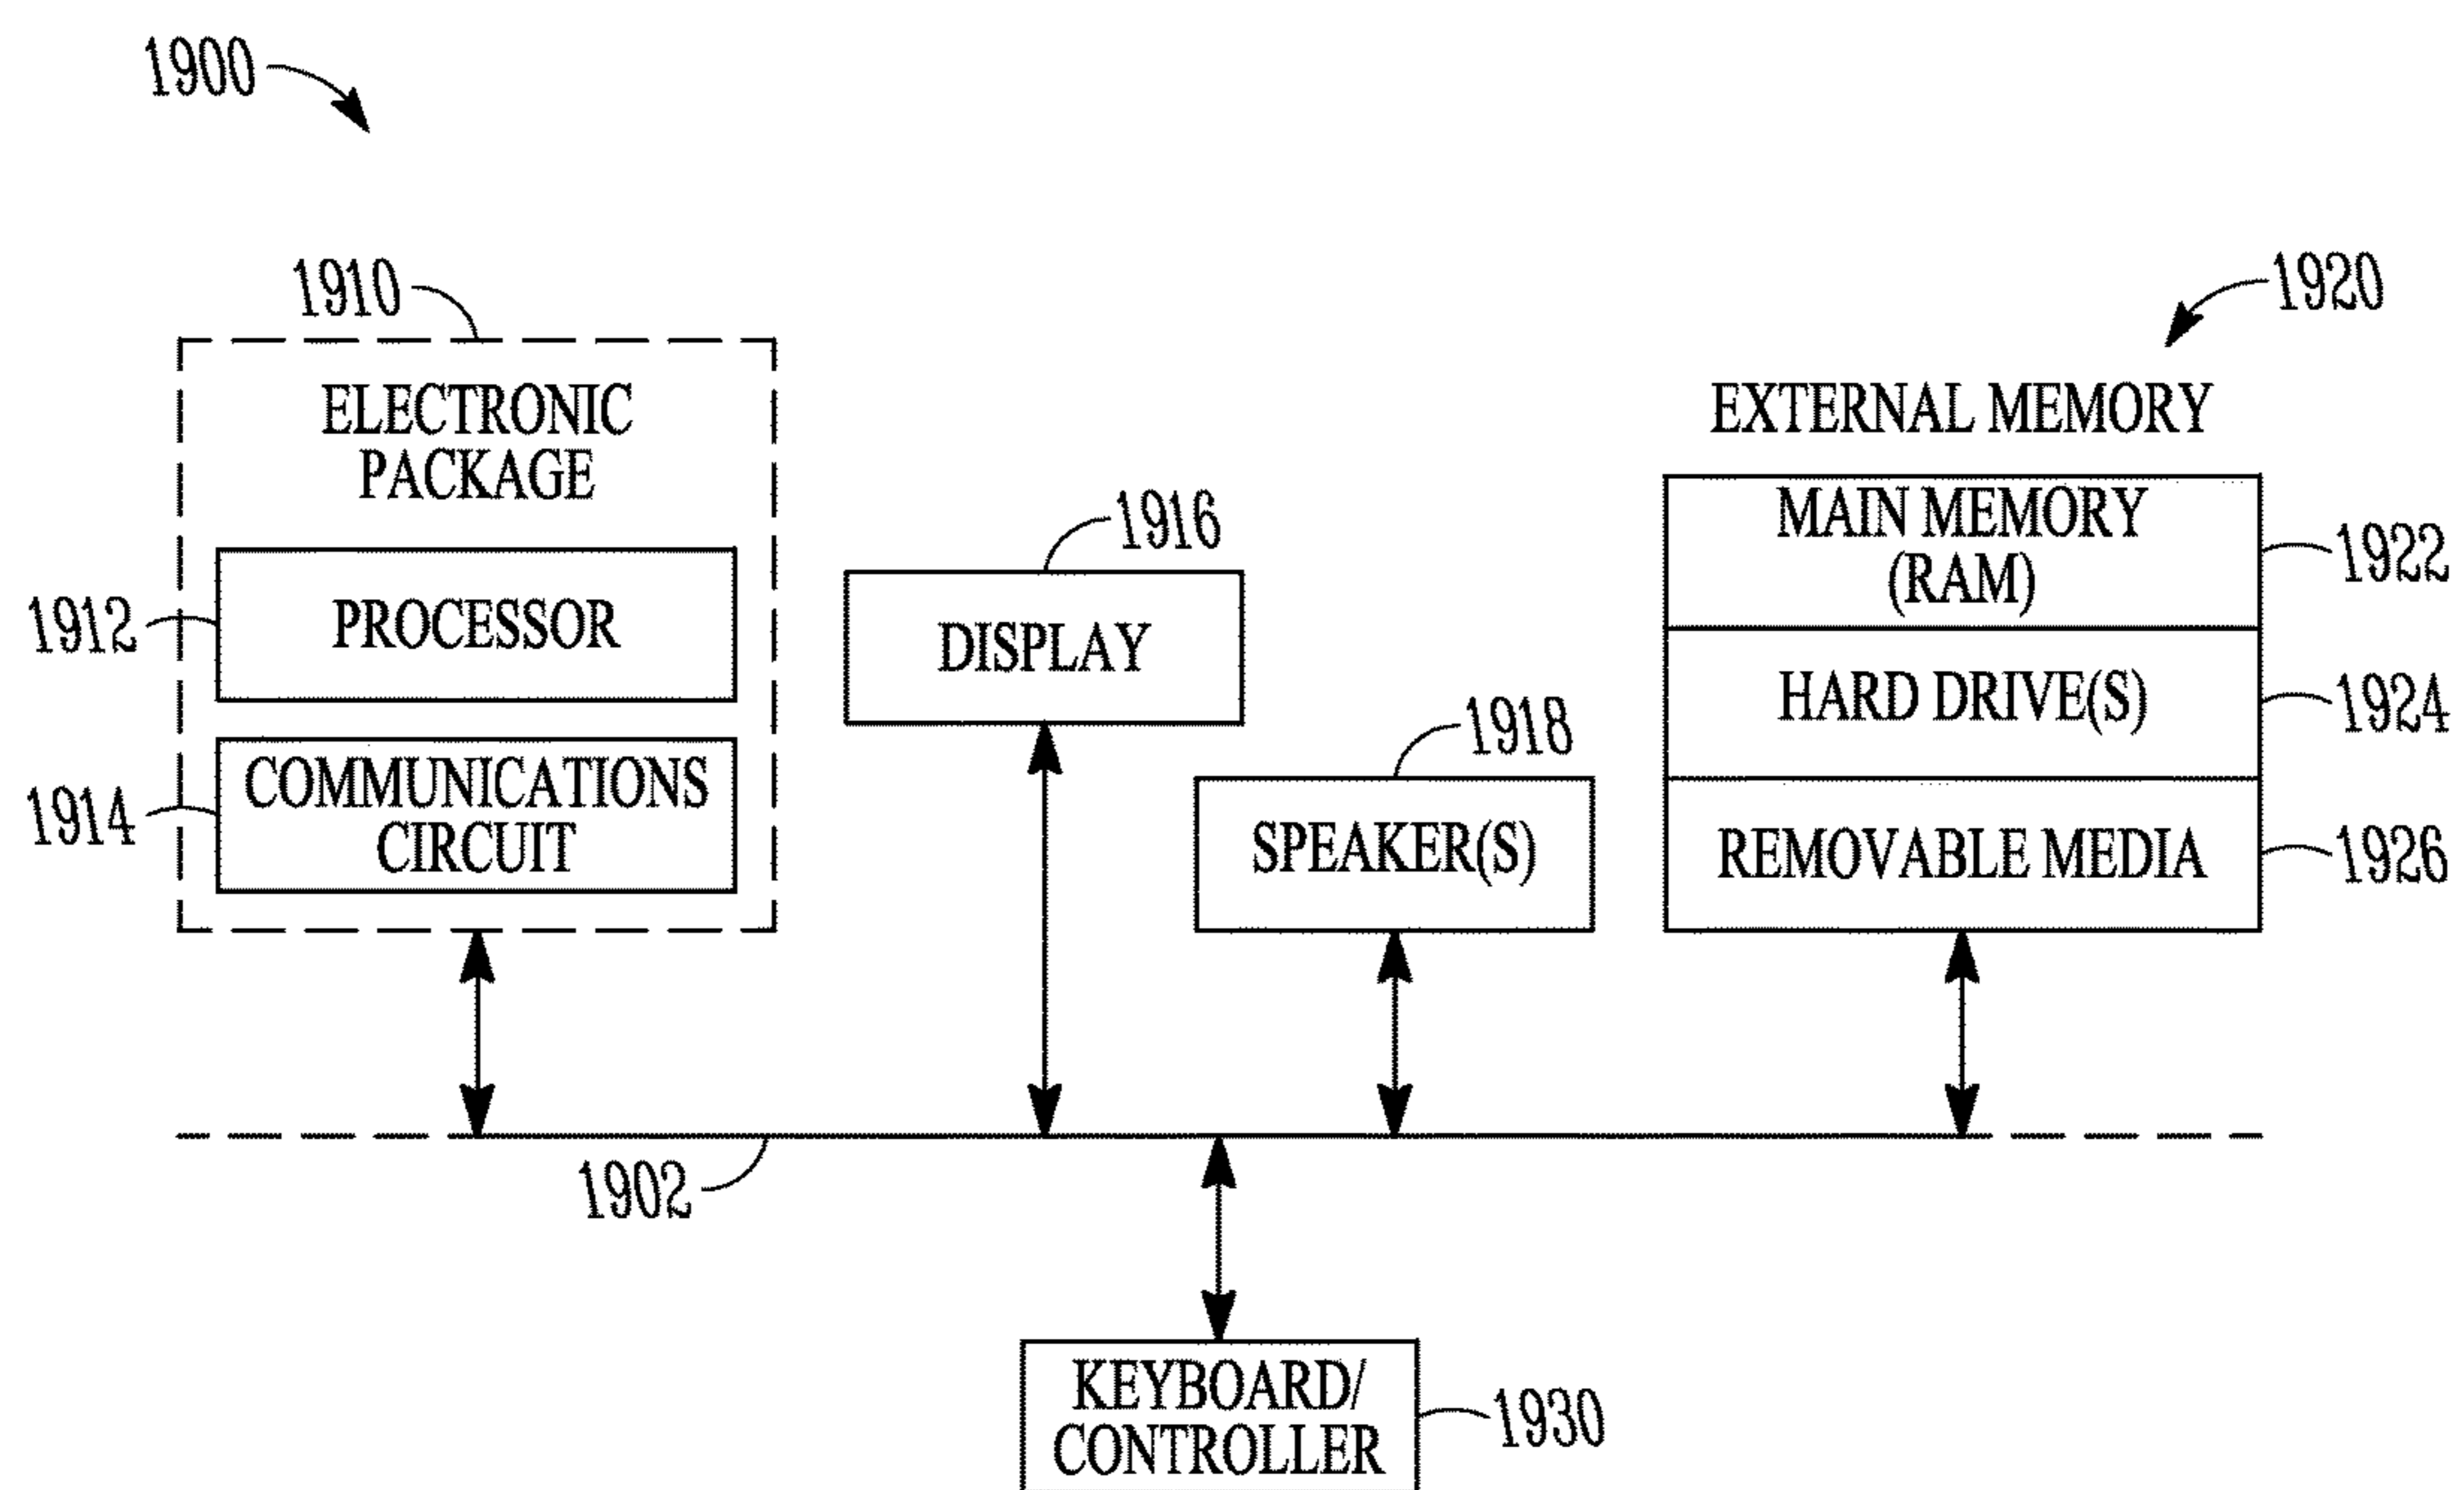 1900
1910
1920
ELECTRONIC
PACKAGE
EXTERNAL MEMORY
1916
MAIN MEMORY
(RAM)
1922
1912
PROCESSOR
DISPLAY
HARD DRIVE(S)
1924
1918
1914
COMMUNICATIONS
CIRCUIT
SPEAKER(S)
REMOVABLE MEDIA
1926
1902
KEYBOARD/
CONTROLLER
1930